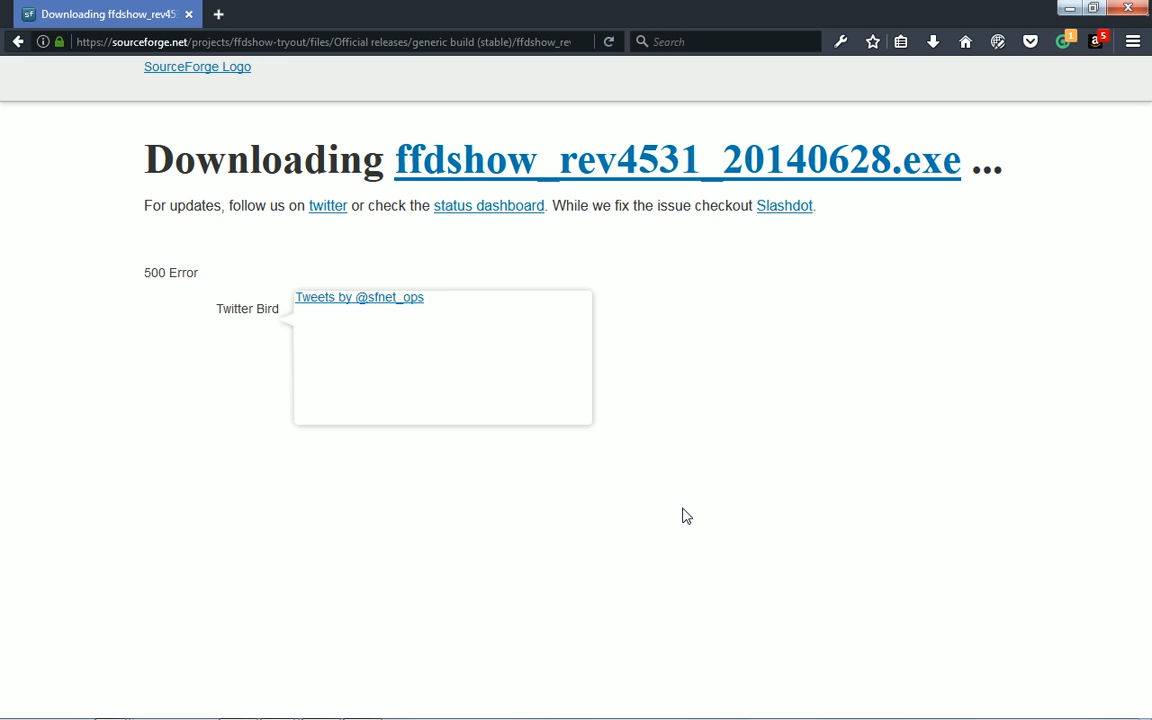 Downloading ffdshow_rev45
https://sourceforge.net/projects/ffdshow-tryout/files/Official releases/generic build (stable)/ffdshow_re
Search
1
5
SourceForge Logo
Downloading ffdshow_rev4531_20140628.exe ...
For updates, follow us on twitter or check the status dashboard. While we fix the issue checkout Slashdot.
500 Error
Twitter Bird
Tweets by @sfnet_ops